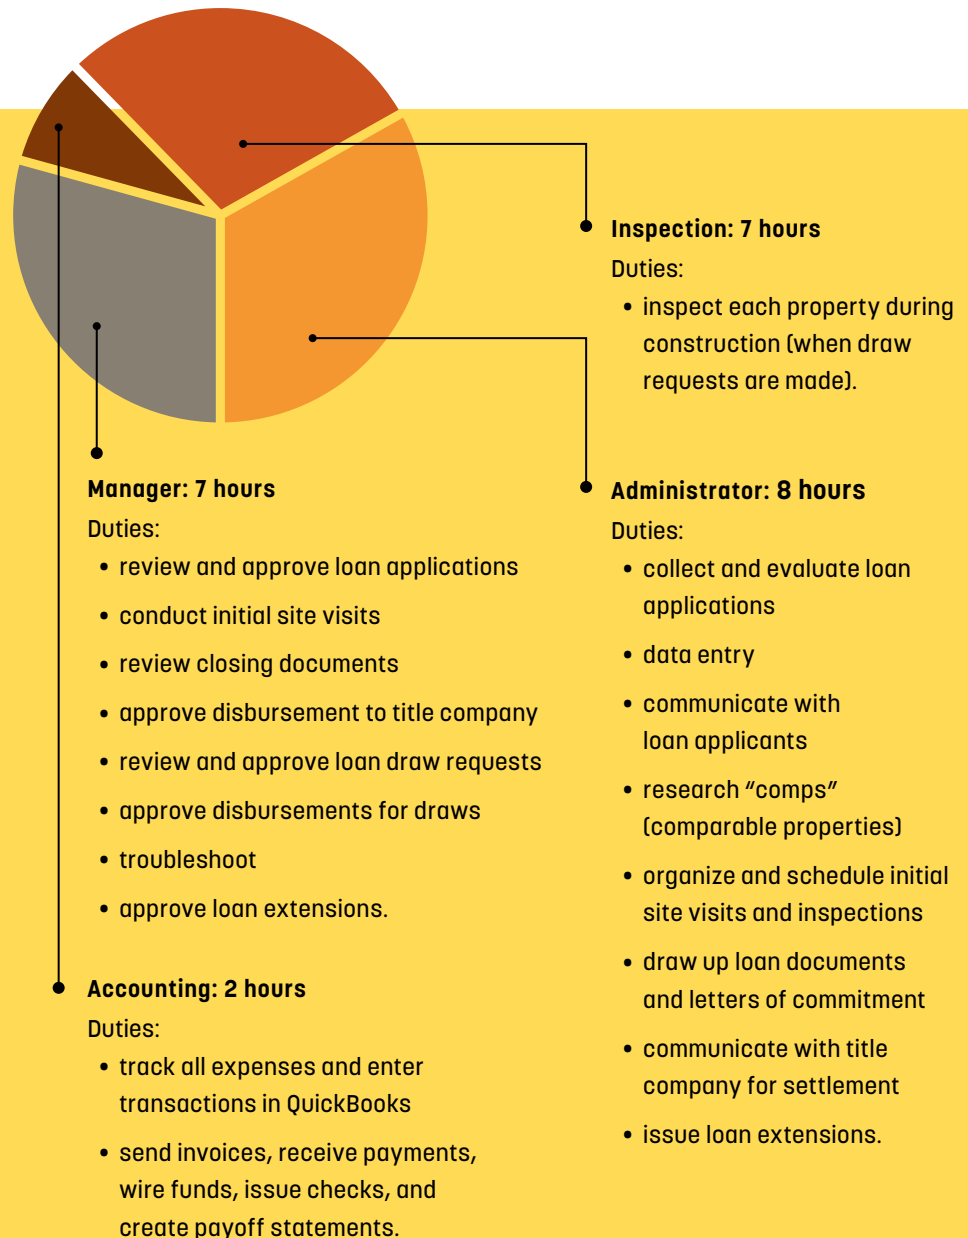 Inspection: 7 hours
Duties:
• inspect each property during
construction (when draw
requests are made).
Manager: 7 hours
Duties:
• review and approve loan applications
• conduct initial site visits
• review closing documents
• approve disbursement to title company
• review and approve loan draw requests
• approve disbursements for draws
• troubleshoot
• approve loan extensions.
Accounting: 2 hours
Duties:
• track all expenses and enter
transactions in QuickBooks
• send invoices, receive payments,
wire funds, issue checks, and
create payoff statements.
Administrator: 8 hours
Duties:
• collect and evaluate loan
applications
• data entry
• communicate with
loan applicants
• research “comps”
(comparable properties)
• organize and schedule initial
site visits and inspections
• draw up loan documents
and letters of commitment
• communicate with title
company for settlement
• issue loan extensions.